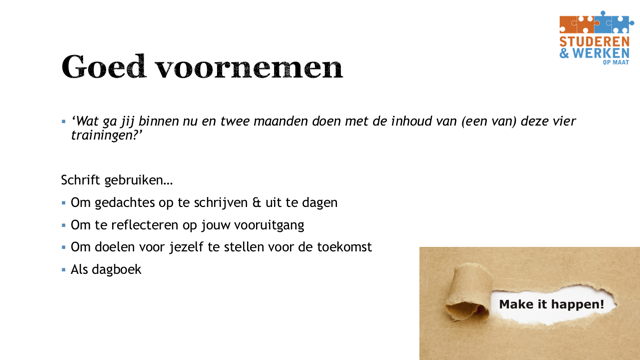 STUDEREN
& WERKEN
OP MAAT
Goed voornemen
▪ ‘Wat ga jij binnen nu en twee maanden doen met de inhoud van (een van) deze vier
trainingen?’
Schrift gebruiken…
▪ Om gedachtes op te schrijven & uit te dagen
▪ Om te reflecteren op jouw vooruitgang
▪ Om doelen voor jezelf te stellen voor de toekomst
▪ Als dagboek
Make it happen!